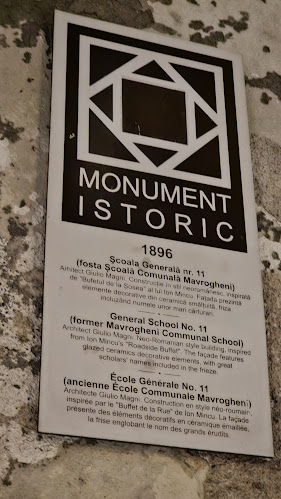 MONUMENT
ISTORIC
1896
Școala Generală nr. 11
(fosta Școală Comunală Mavrogheni)
Arhitect Giulio Magni. Construcție în stil neoromânesc, inspirată
de "Bufetul de la Șosea" al lui Ion Mincu. Fațada prezintă
elemente decorative din ceramică smălțuită, friza
incluzând numele unor mari cărturari.
General School No. 11
(former Mavrogheni Communal School)
Architect Giulio Magni. Neo-Romanian style building, inspired
from Ion Mincu's "Roadside Buffet". The façade features
glazed ceramics decorative elements, with great
scholars' names included in the frieze.
École Générale No. 11
(ancienne École Communale Mavrogheni)
Architecte Giulio Magni. Construction en style néo-roumain,
inspirée par le "Buffet de la Rue" de Ion Mincu. La façade
présente des éléments décoratifs en céramique émaillée,
la frise englobant le nom des grands érudits.